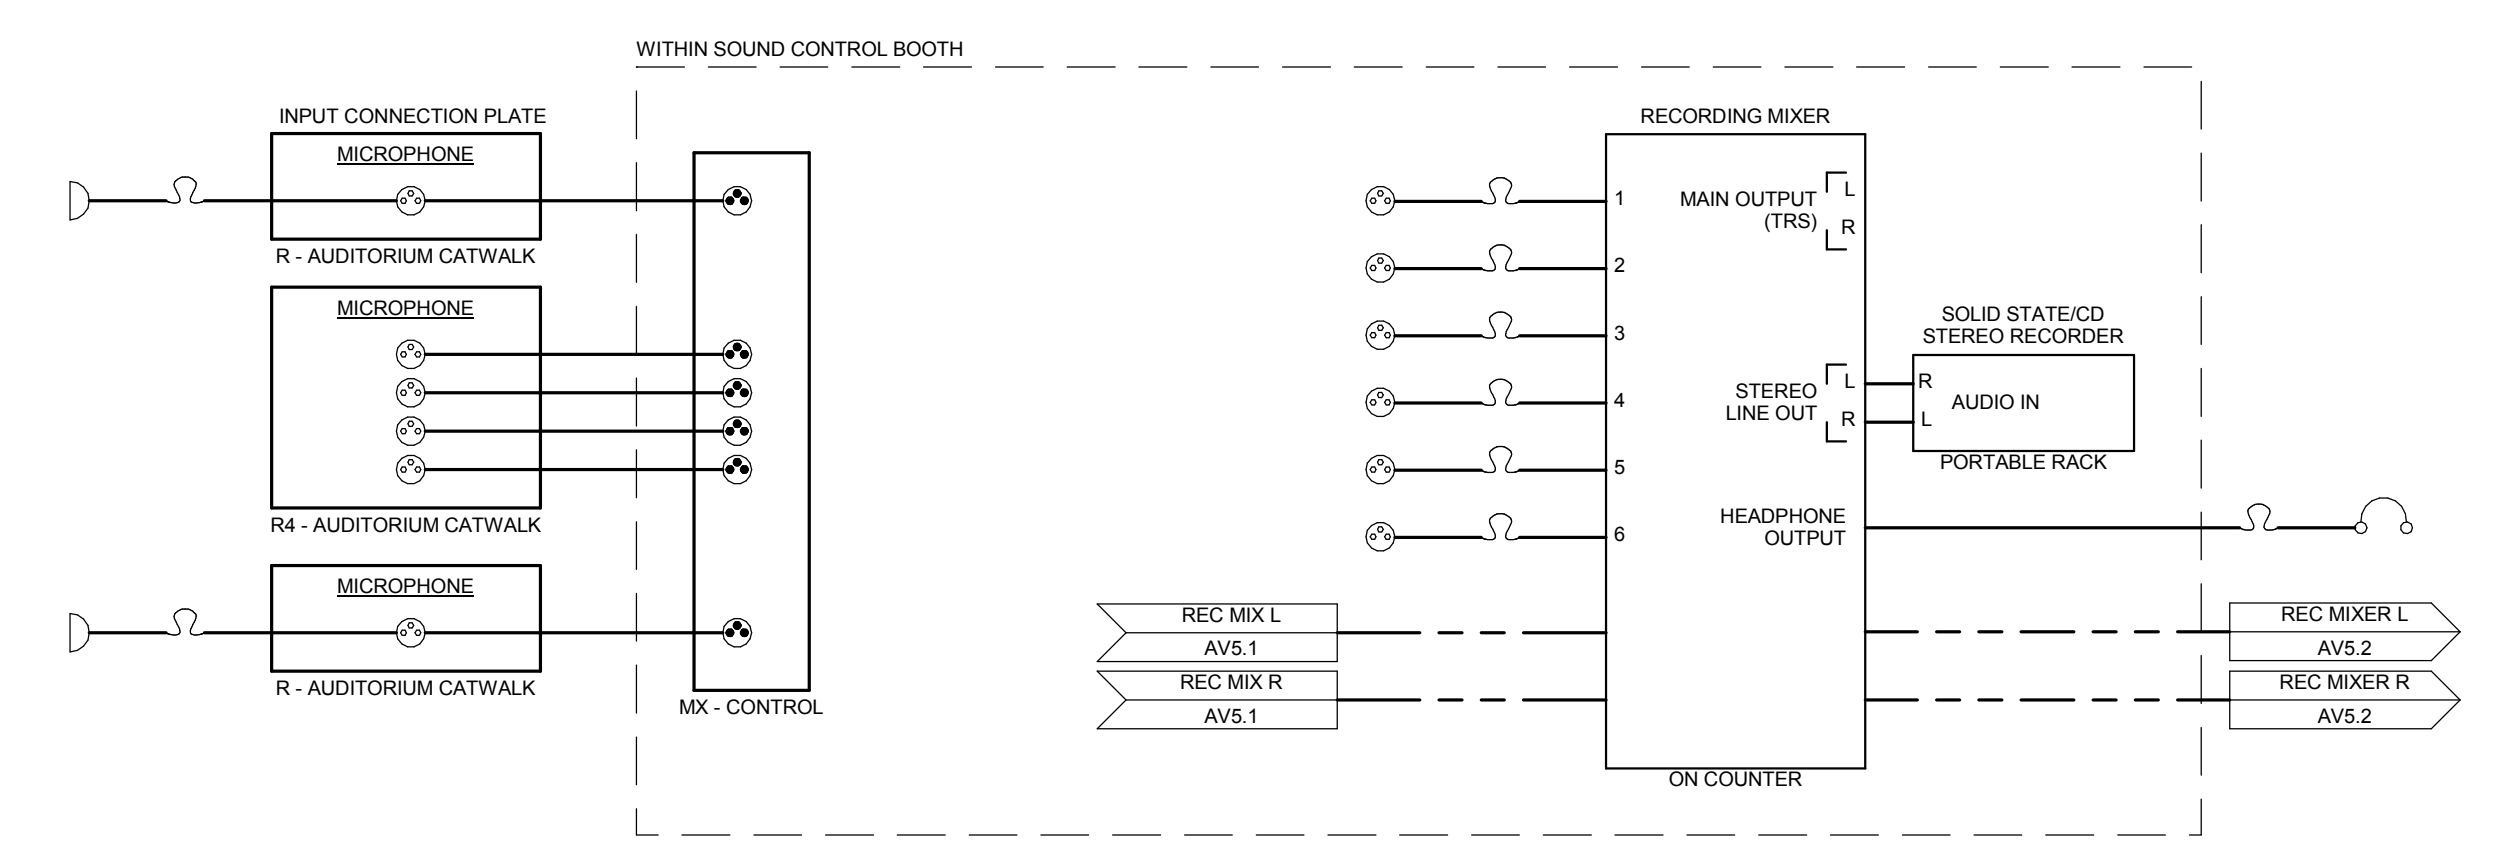 WITHIN SOUND CONTROL BOOTH
INPUT CONNECTION PLATE
MICROPHONE
R - AUDITORIUM CATWALK
MICROPHONE
R4 - AUDITORIUM CATWALK
MICROPHONE
R - AUDITORIUM CATWALK
MX - CONTROL
RECORDING MIXER
1
2
3
4
5
6
MAIN OUTPUT
(TRS)
L
R
STEREO
LINE OUT
L
R
HEADPHONE
OUTPUT
ON COUNTER
SOLID STATE/CD
STEREO RECORDER
R
L
AUDIO IN
PORTABLE RACK
REC MIX L
AV5.1
REC MIX R
AV5.1
REC MIXER L
AV5.2
REC MIXER R
AV5.2